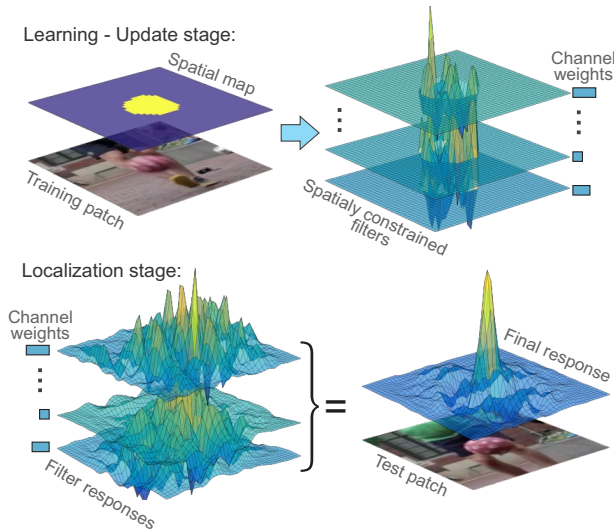 Learning - Update stage:
Spatial map
Training patch
Channel
weights
Spatialy constrained
filters
Localization stage:
Channel
weights
Filter responses
=
Final response
Test patch